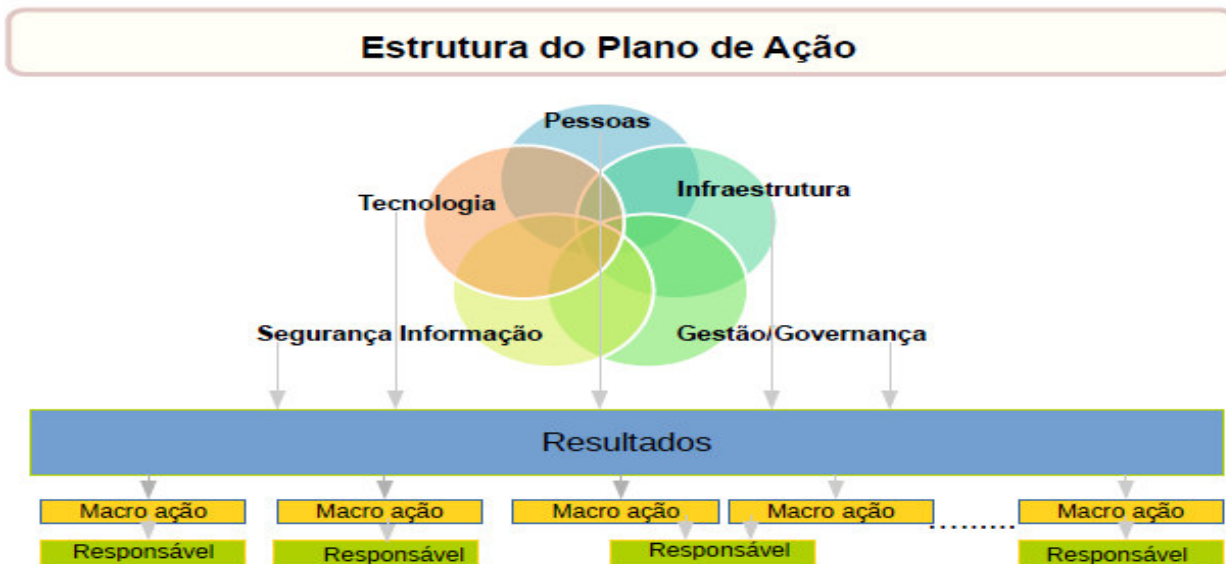 Estrutura do Plano de Ação
Pessoas
Infraestrutura
Tecnologia
Segurança Informação
Gestão/Governança
Resultados
Macro ação
Macro ação
Macro ação
Macro ação
.........
Macro ação
Responsável
Responsável
Responsável
Responsável